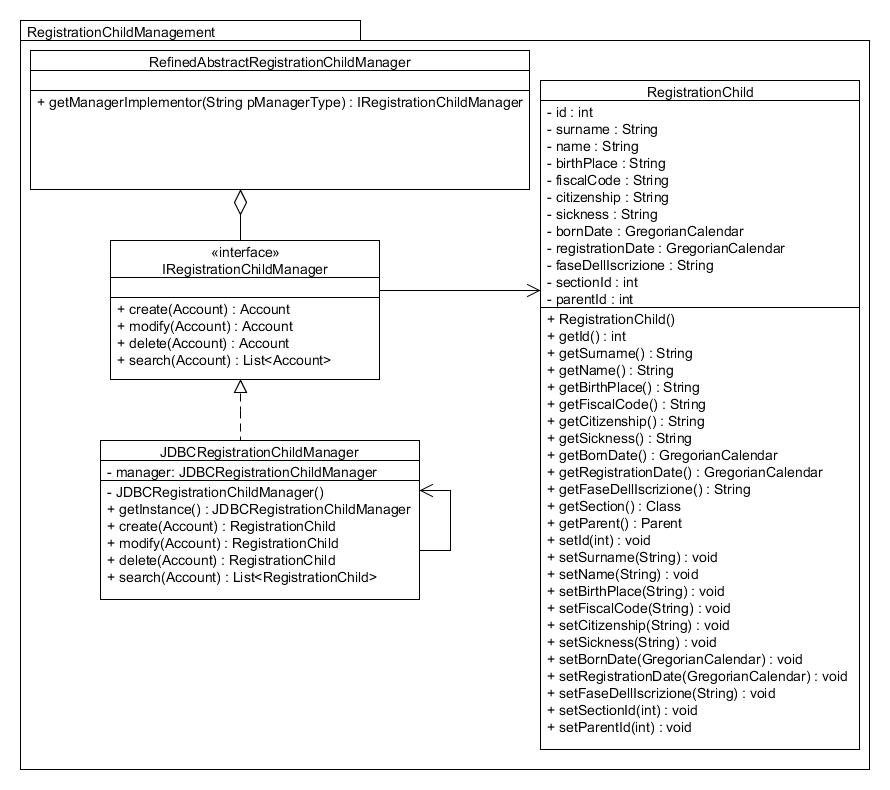 RegistrationChildManagement
RefinedAbstractRegistrationChildManager
+ getManagerImplementor(String pManagerType) : IRegistrationChildManager
«interface»
IRegistrationChildManager
+ create(Account) : Account
+ modify(Account) : Account
+ delete(Account) : Account
+ search(Account) : List<Account>
JDBCRegistrationChildManager
- manager: JDBCRegistrationChildManager
- JDBCRegistrationChildManager()
+ getInstance() : JDBCRegistrationChildManager
+ create(Account) : RegistrationChild
+ modify(Account) : RegistrationChild
+ delete(Account) : RegistrationChild
+ search(Account) : List<RegistrationChild>
RegistrationChild
- id : int
- surname : String
- name : String
- birthPlace : String
- fiscalCode : String
- citizenship : String
- sickness : String
- bornDate : GregorianCalendar
- registrationDate : GregorianCalendar
- faseDellIscrizione : String
- sectionId : int
- parentId : int
+ RegistrationChild()
+ getId() : int
+ getSurname() : String
+ getName() : String
+ getBirthPlace() : String
+ getFiscalCode() : String
+ getCitizenship() : String
+ getSickness() : String
+ getBornDate() : GregorianCalendar
+ getRegistrationDate() : GregorianCalendar
+ getFaseDellIscrizione() : String
+ getSection() : Class
+ getParent() : Parent
+ setId(int) : void
+ setSurname(String) : void
+ setName(String) : void
+ setBirthPlace(String) : void
+ setFiscalCode(String) : void
+ setCitizenship(String) : void
+ setSickness(String) : void
+ setBornDate(GregorianCalendar) : void
+ setRegistrationDate(GregorianCalendar) : void
+ setFaseDellIscrizione(String) : void
+ setSectionId(int) : void
+ setParentId(int) : void